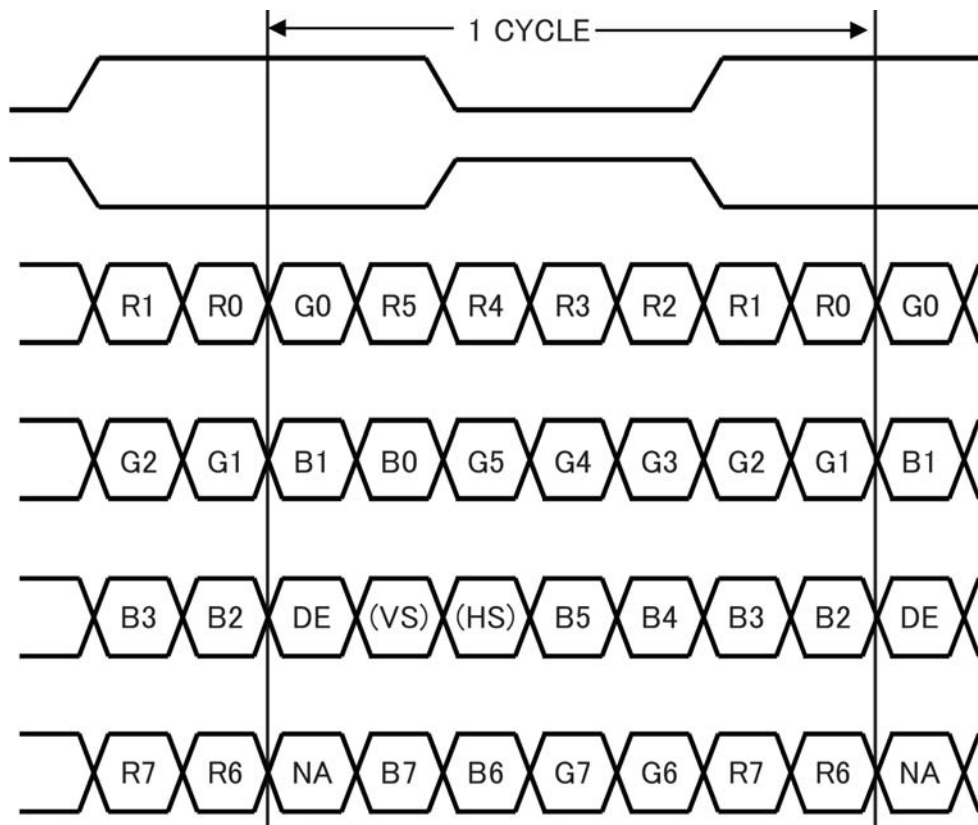 1 CYCLE
R1 R0 G0 R5 R4 R3 R2 R1 R0 G0
G2 G1 B1 B0 G5 G4 G3 G2 G1 B1
B3 B2 DE (VS) (HS) B5 B4 B3 B2 DE
R7 R6 NA B7 B6 G7 G6 R7 R6 NA